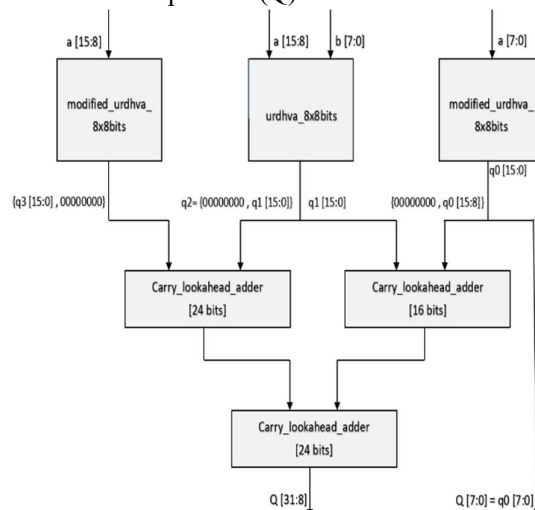 (Q)
a [15:8]
a [15:8]
b [7:0]
a [7:0]
modified_urdhva_
8x8bits
urdhva_8x8bits
modified_urdhva_
8x8bits
q0 [15:0]
{q3 [15:0] , 00000000}
q2= {00000000 , q1 [15:0]}
q1 [15:0]
{00000000 , q0 [15:8]}
Carry_lookahead_adder
[24 bits]
Carry_lookahead_adder
[16 bits]
Carry_lookahead_adder
[24 bits]
Q [31:8]
Q [7:0] = q0 [7:0]